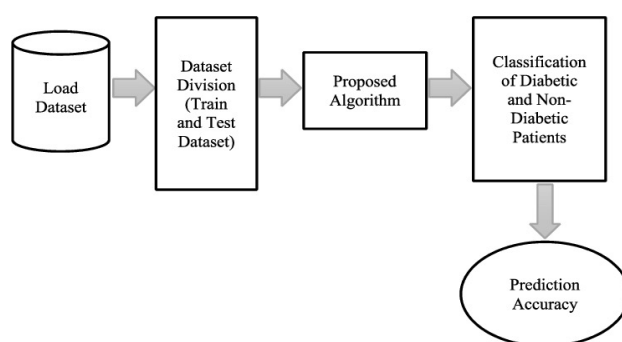 Load
Dataset
Dataset
Division
(Train
and Test
Dataset)
Proposed
Algorithm
Classification
of Diabetic
and Non-
Diabetic
Patients
Prediction
Accuracy